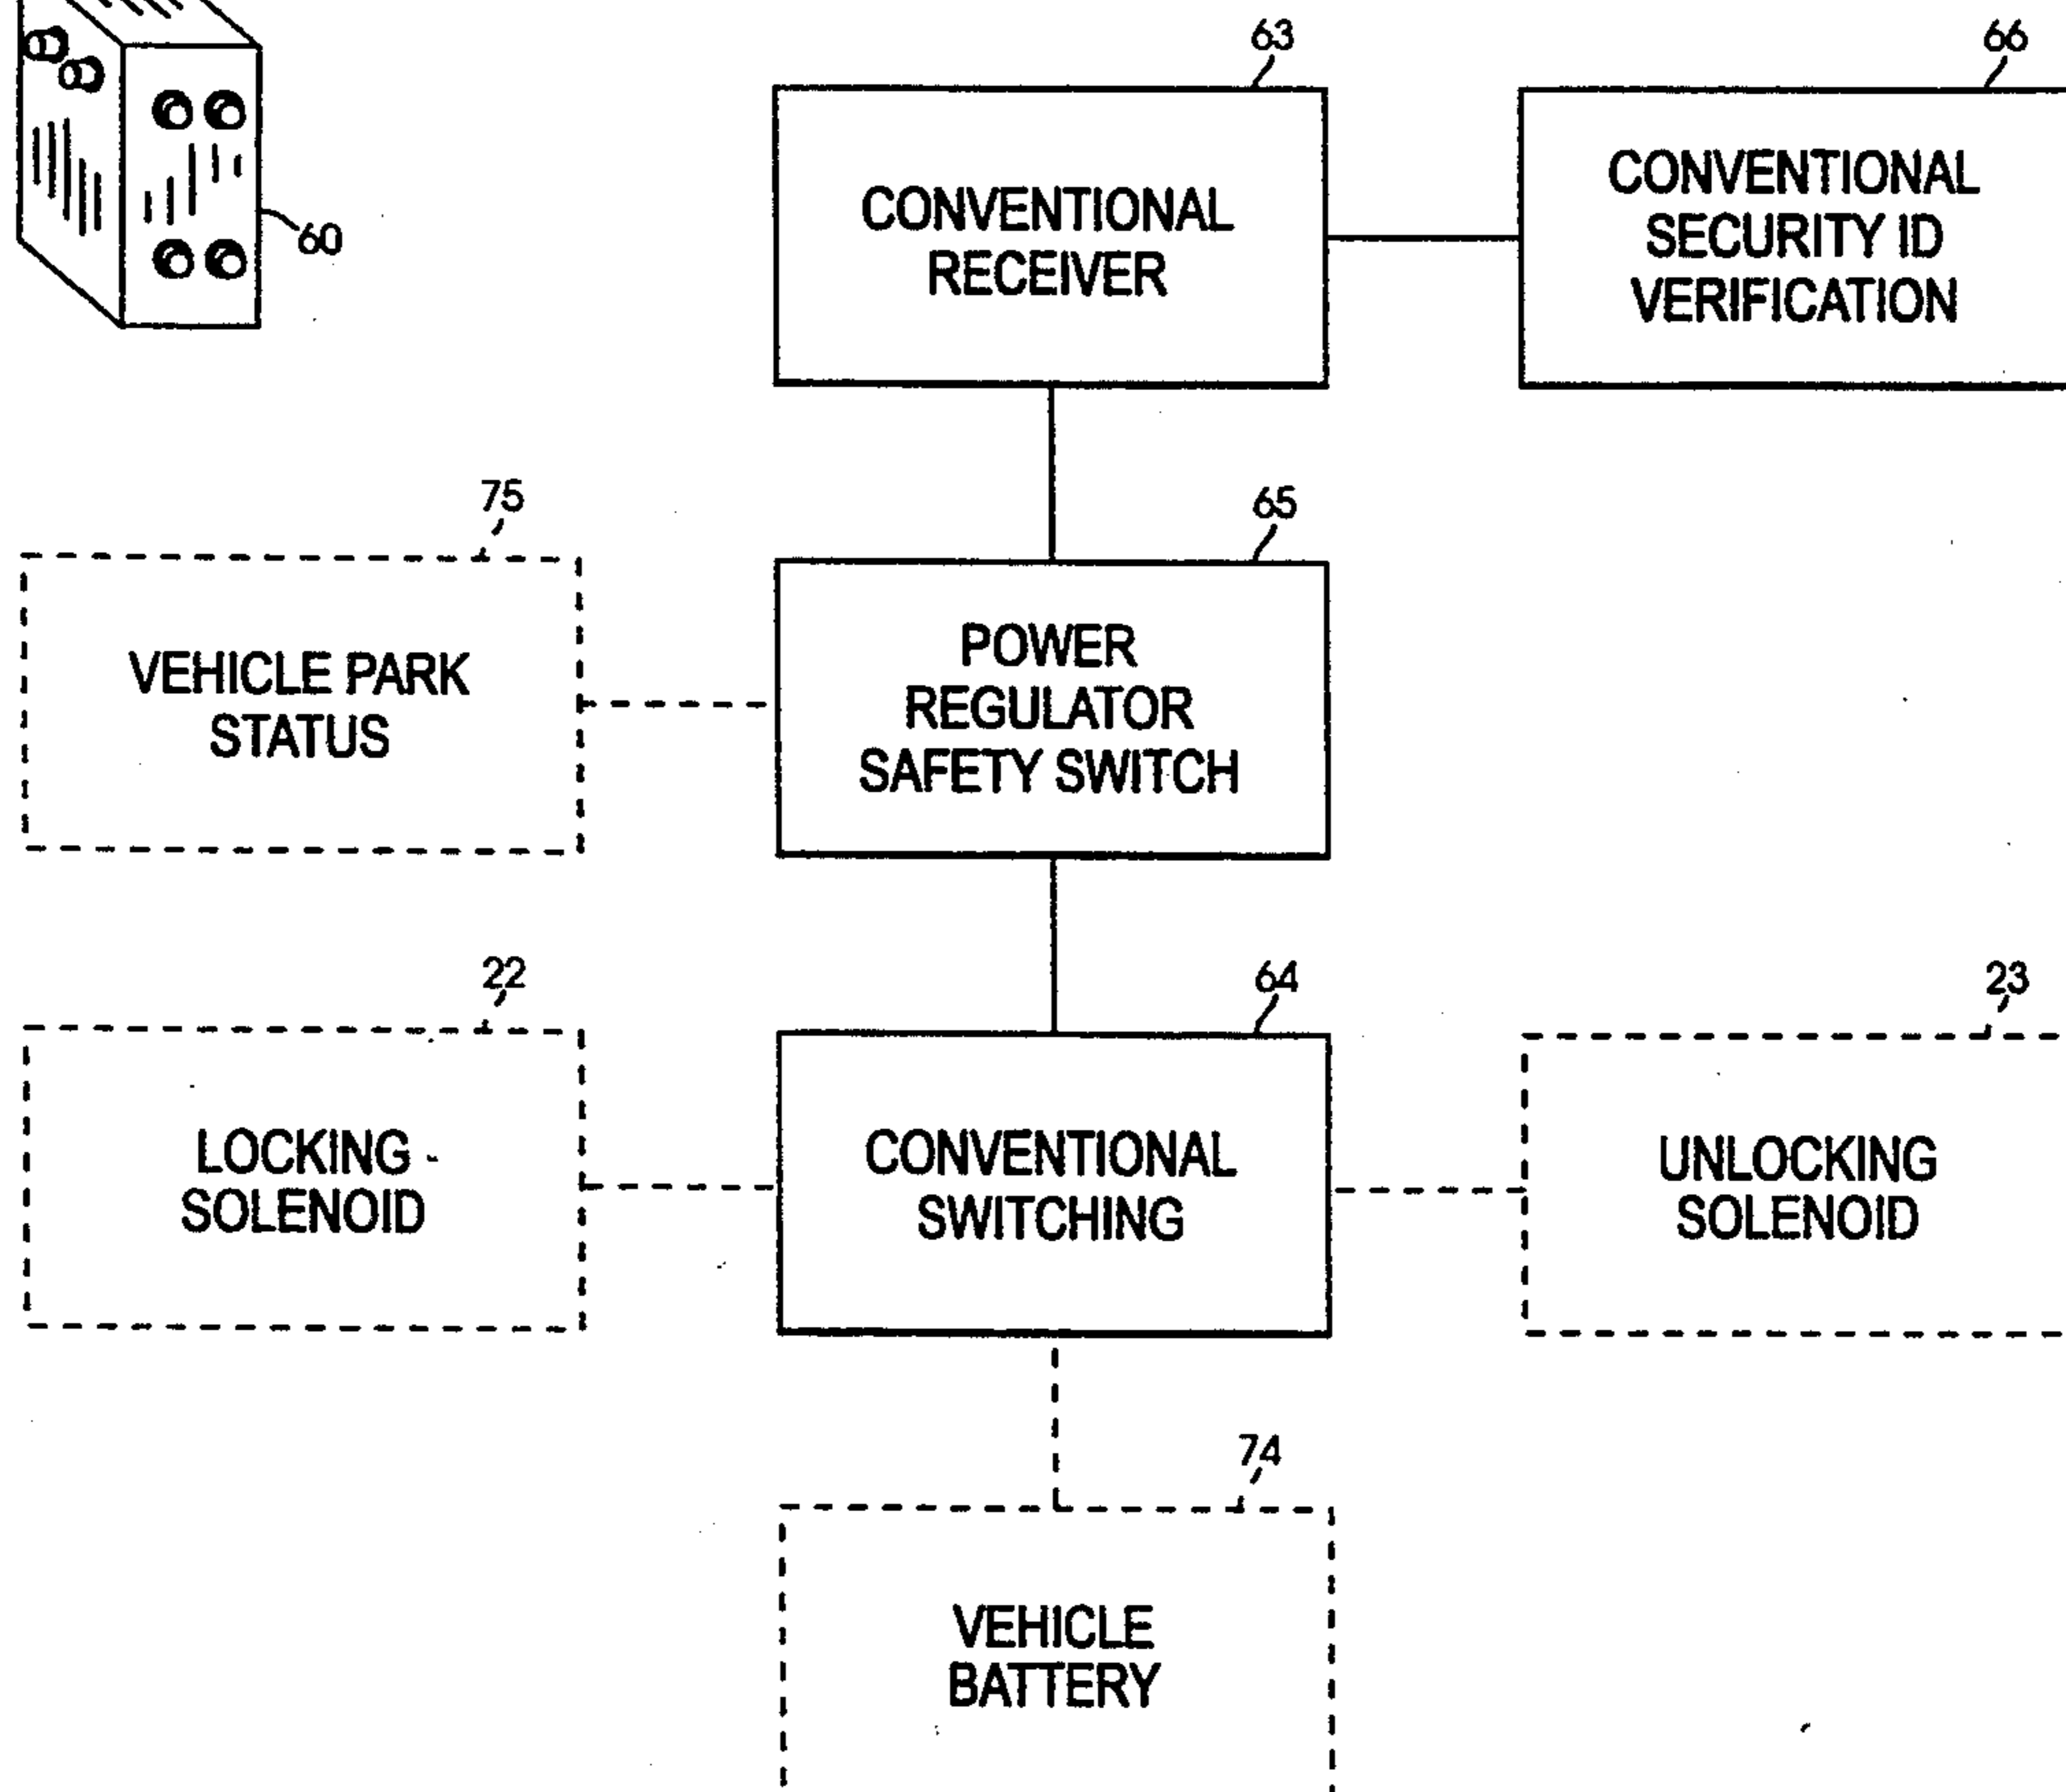 63
66
60
CONVENTIONAL
RECEIVER
CONVENTIONAL
SECURITY ID
VERIFICATION
75
65
VEHICLE PARK
STATUS
POWER
REGULATOR
SAFETY SWITCH
22
64
23
LOCKING
SOLENOID
CONVENTIONAL
SWITCHING
UNLOCKING
SOLENOID
74
VEHICLE
BATTERY